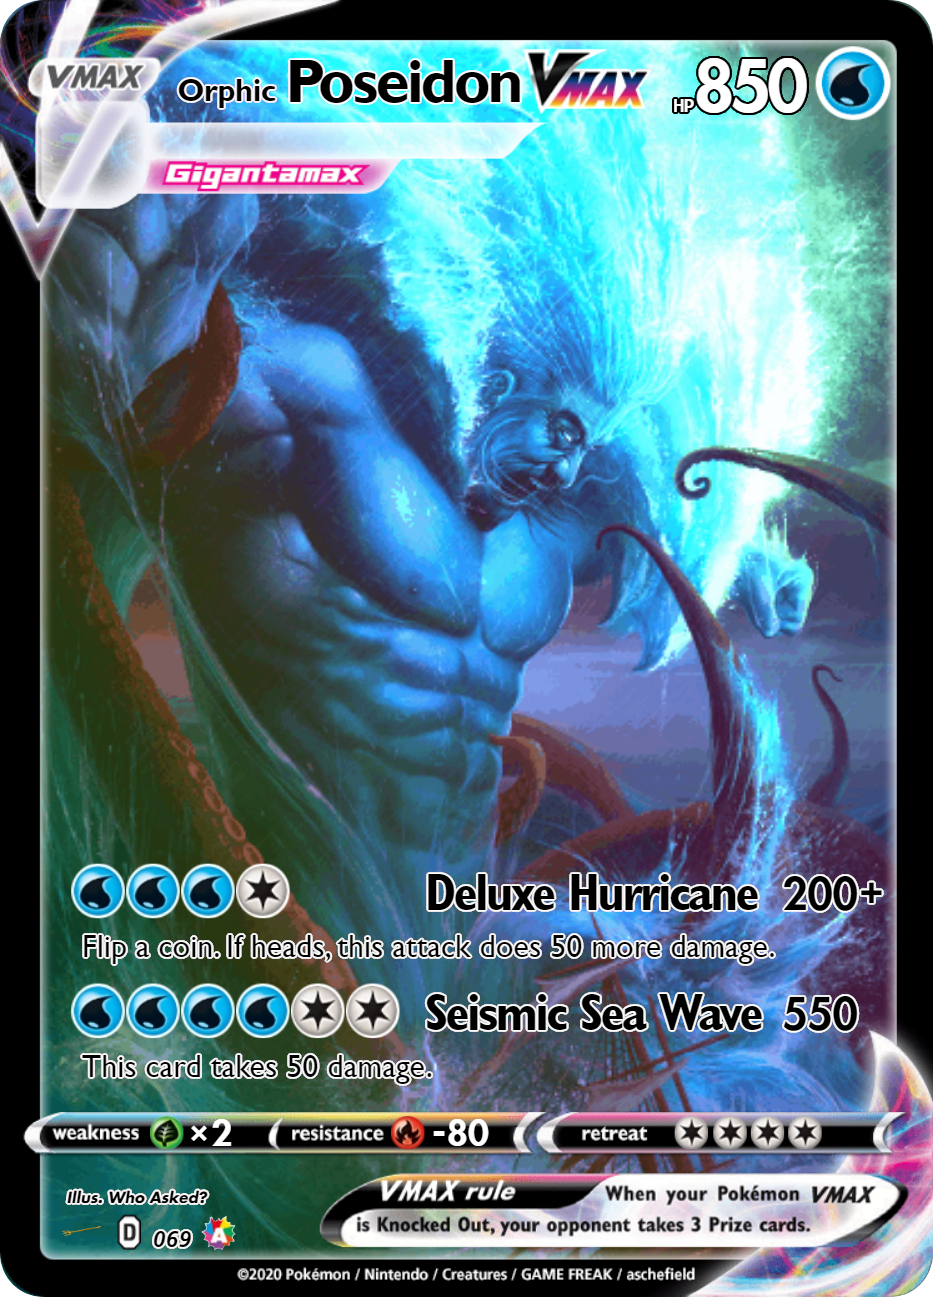 VMAX Orphic Poseidon VMAX HP 850
Gigantamax
Deluxe Hurricane 200+
Flip a coin. If heads, this attack does 50 more damage.
Seismic Sea Wave 550
This card takes 50 damage.
weakness ×2 resistance -80 retreat
Illus. Who Asked?
VMAX rule When your Pokémon VMAX
is Knocked Out, your opponent takes 3 Prize cards.
D 069 A
©2020 Pokémon / Nintendo / Creatures / GAME FREAK / aschefield